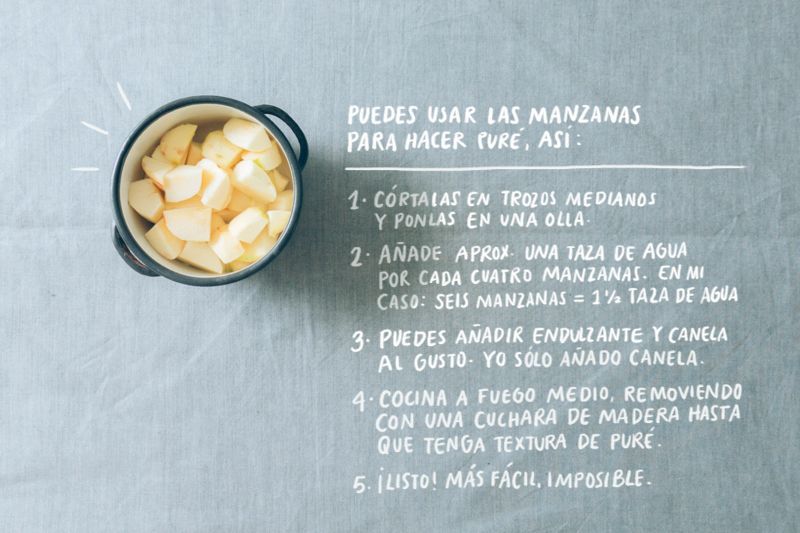 PUEDES USAR LAS MANZANAS
PARA HACER PURÉ, ASÍ:
1. CÓRTALAS EN TROZOS MEDIANOS
Y PONLAS EN UNA OLLA.
2. AÑADE APROX. UNA TAZA DE AGUA
POR CADA CUATRO MANZANAS. EN MI
CASO: SEIS MANZANAS = 1 1/2 TAZA DE AGUA
3. PUEDES AÑADIR ENDULZANTE Y CANELA
AL GUSTO. YO SÓLO AÑADO CANELA.
4. COCINA A FUEGO MEDIO, REMOVIENDO
CON UNA CUCHARA DE MADERA HASTA
QUE TENGA TEXTURA DE PURÉ.
5. ¡LISTO! MÁS FÁCIL, IMPOSIBLE.